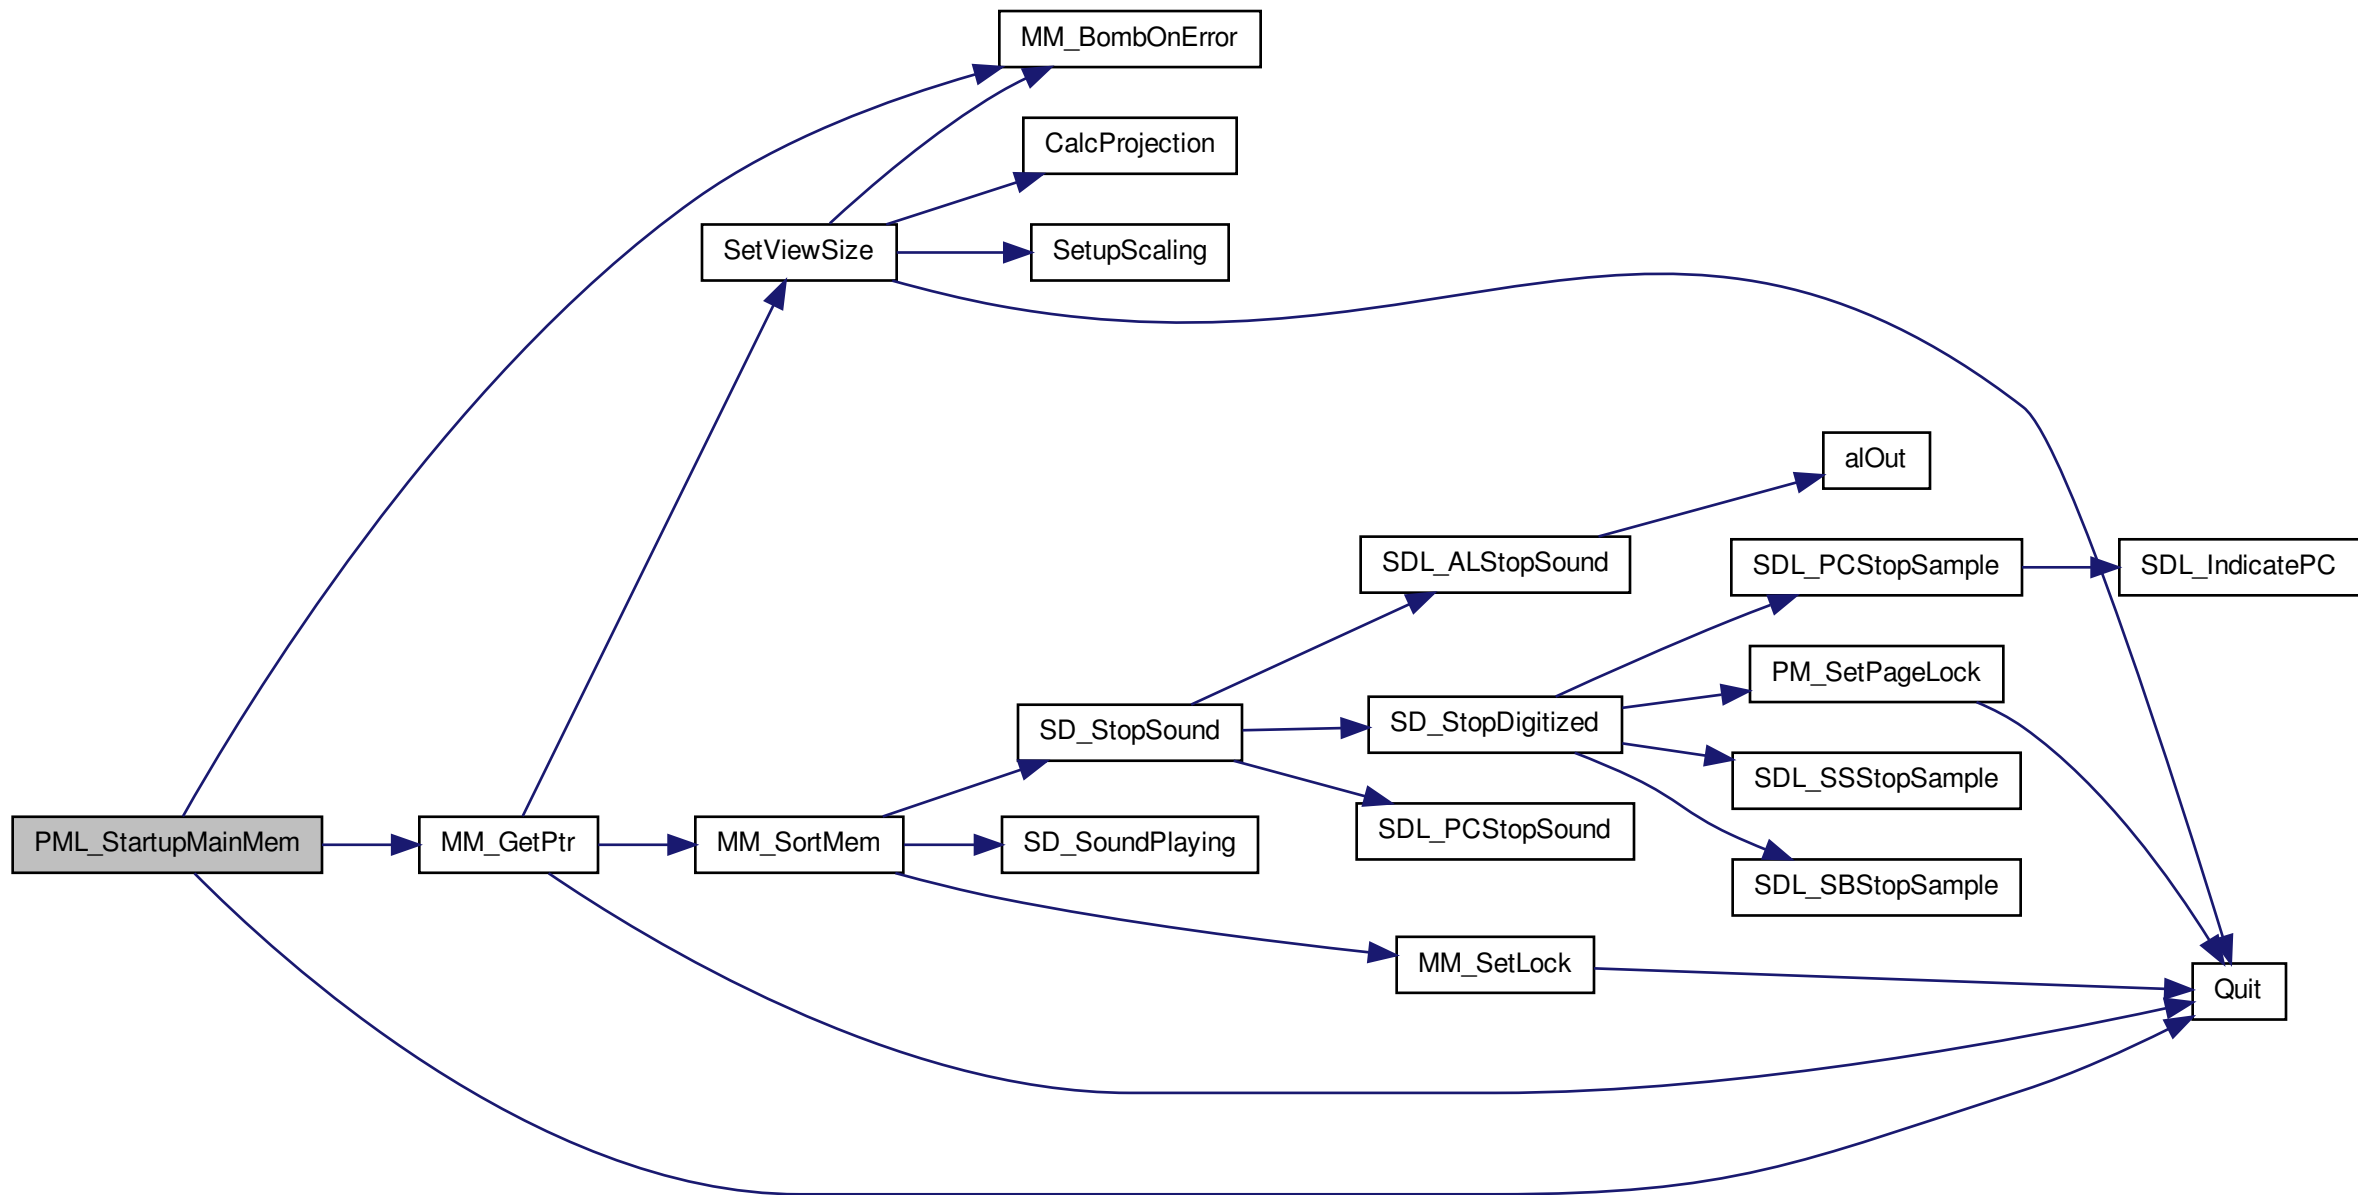 MM_BombOnError
CalcProjection
SetViewSize
SetupScaling
alOut
SDL_ALStopSound
SDL_PCStopSample
SDL_IndicatePC
PM_SetPageLock
SD_StopSound
SD_StopDigitized
SDL_SSStopSample
PML_StartupMainMem
MM_GetPtr
MM_SortMem
SD_SoundPlaying
SDL_PCStopSound
SDL_SBStopSample
MM_SetLock
Quit